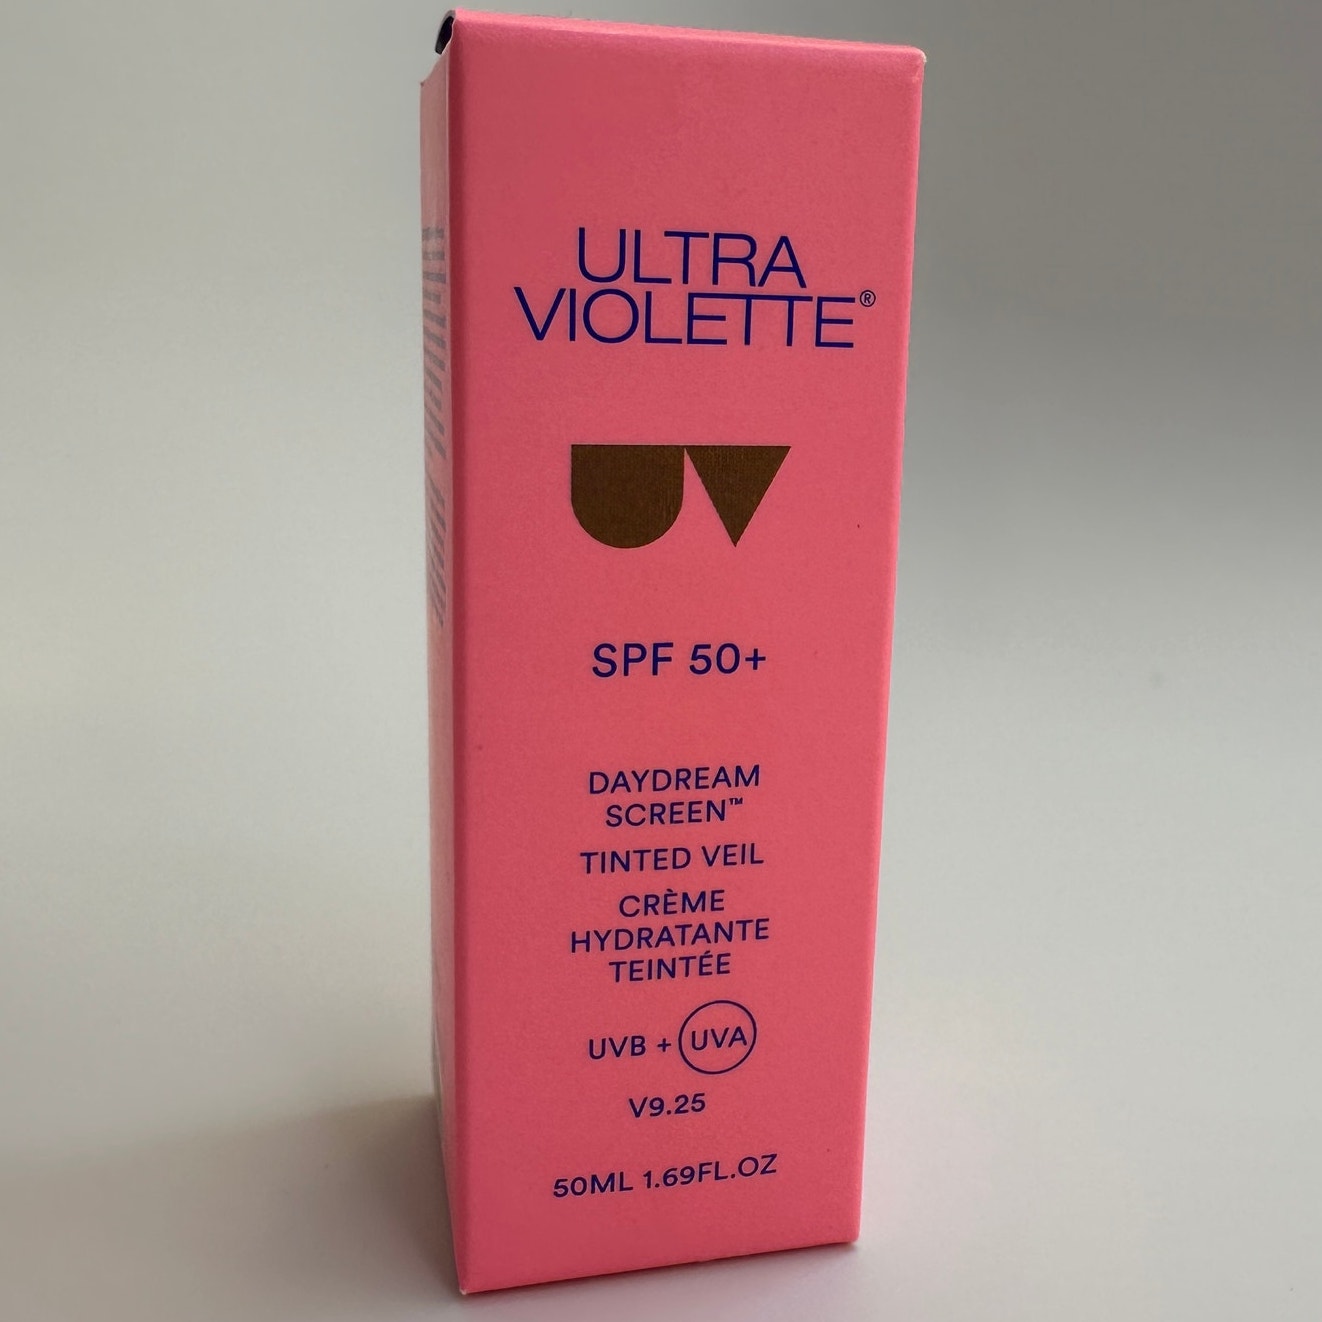 ULTRA
VIOLETTE®
UV
SPF 50+
DAYDREAM
SCREEN™
TINTED VEIL
CRÈME
HYDRATANTE
TEINTÉE
UVB + UVA
V9.25
50ML 1.69FL.OZ